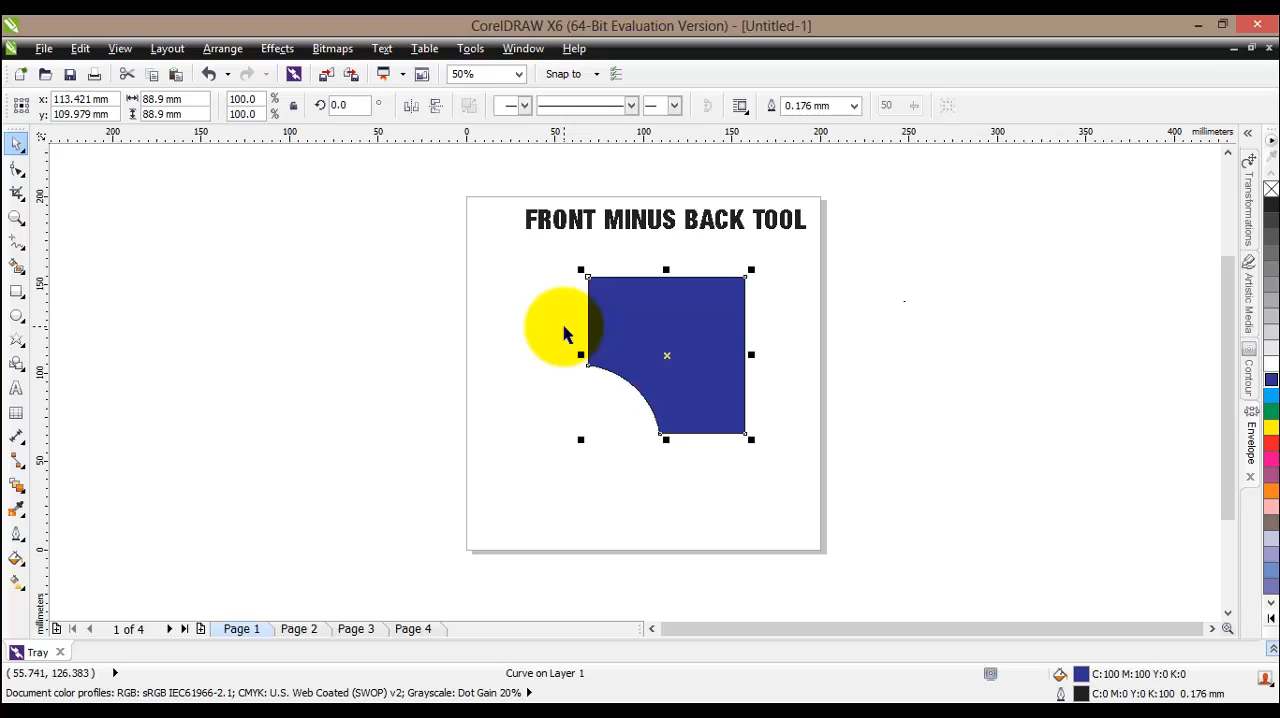 CorelDRAW X6 (64-Bit Evaluation Version) - [Untitled-1]
File Edit View Layout Arrange Effects Bitmaps Text Table Tools Window Help
50% Snap to
x: 113.421 mm 88.9 mm 100.0 % 0.0 ° 0.176 mm 50
y: 109.979 mm 88.9 mm 100.0 %
200 150 100 50 0 50 100 150 200 250 300 350 400 millimeters
200
150
100
50
0
millimeters
FRONT MINUS BACK TOOL
Transformations
Artistic Media
Contour
Envelope
1 of 4 Page 1 Page 2 Page 3 Page 4
Tray
(55.741, 126.383) Curve on Layer 1 C:100 M:100 Y:0 K:0
Document color profiles: RGB: sRGB IEC61966-2.1; CMYK: U.S. Web Coated (SWOP) v2; Grayscale: Dot Gain 20% C:0 M:0 Y:0 K:100 0.176 mm